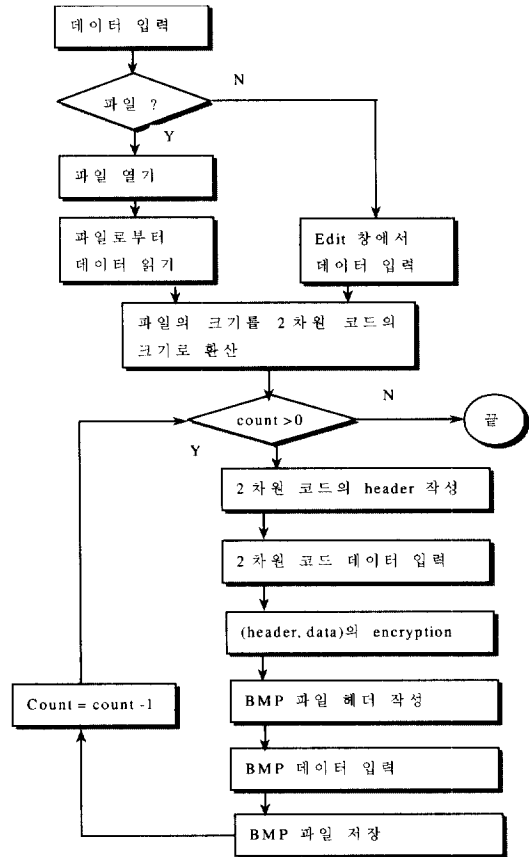 데이터 입력
파일 ?
N
Y
파일 열기
파일로부터
데이터 읽기
Edit 창에서
데이터 입력
파일의 크기를 2차원 코드의
크기로 환산
count >0
N
끝
Y
2차원 코드의 header 작성
2차원 코드 데이터 입력
(header, data)의 encryption
BMP 파일 헤더 작성
Count = count -1
BMP 데이터 입력
BMP 파일 저장